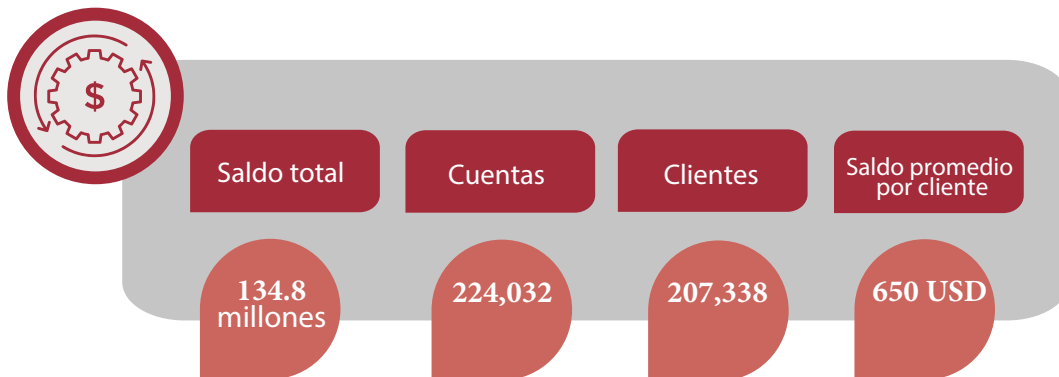 $
Saldo total
Cuentas
Clientes
Saldo promedio
por cliente
134.8
millones
224,032
207,338
650 USD